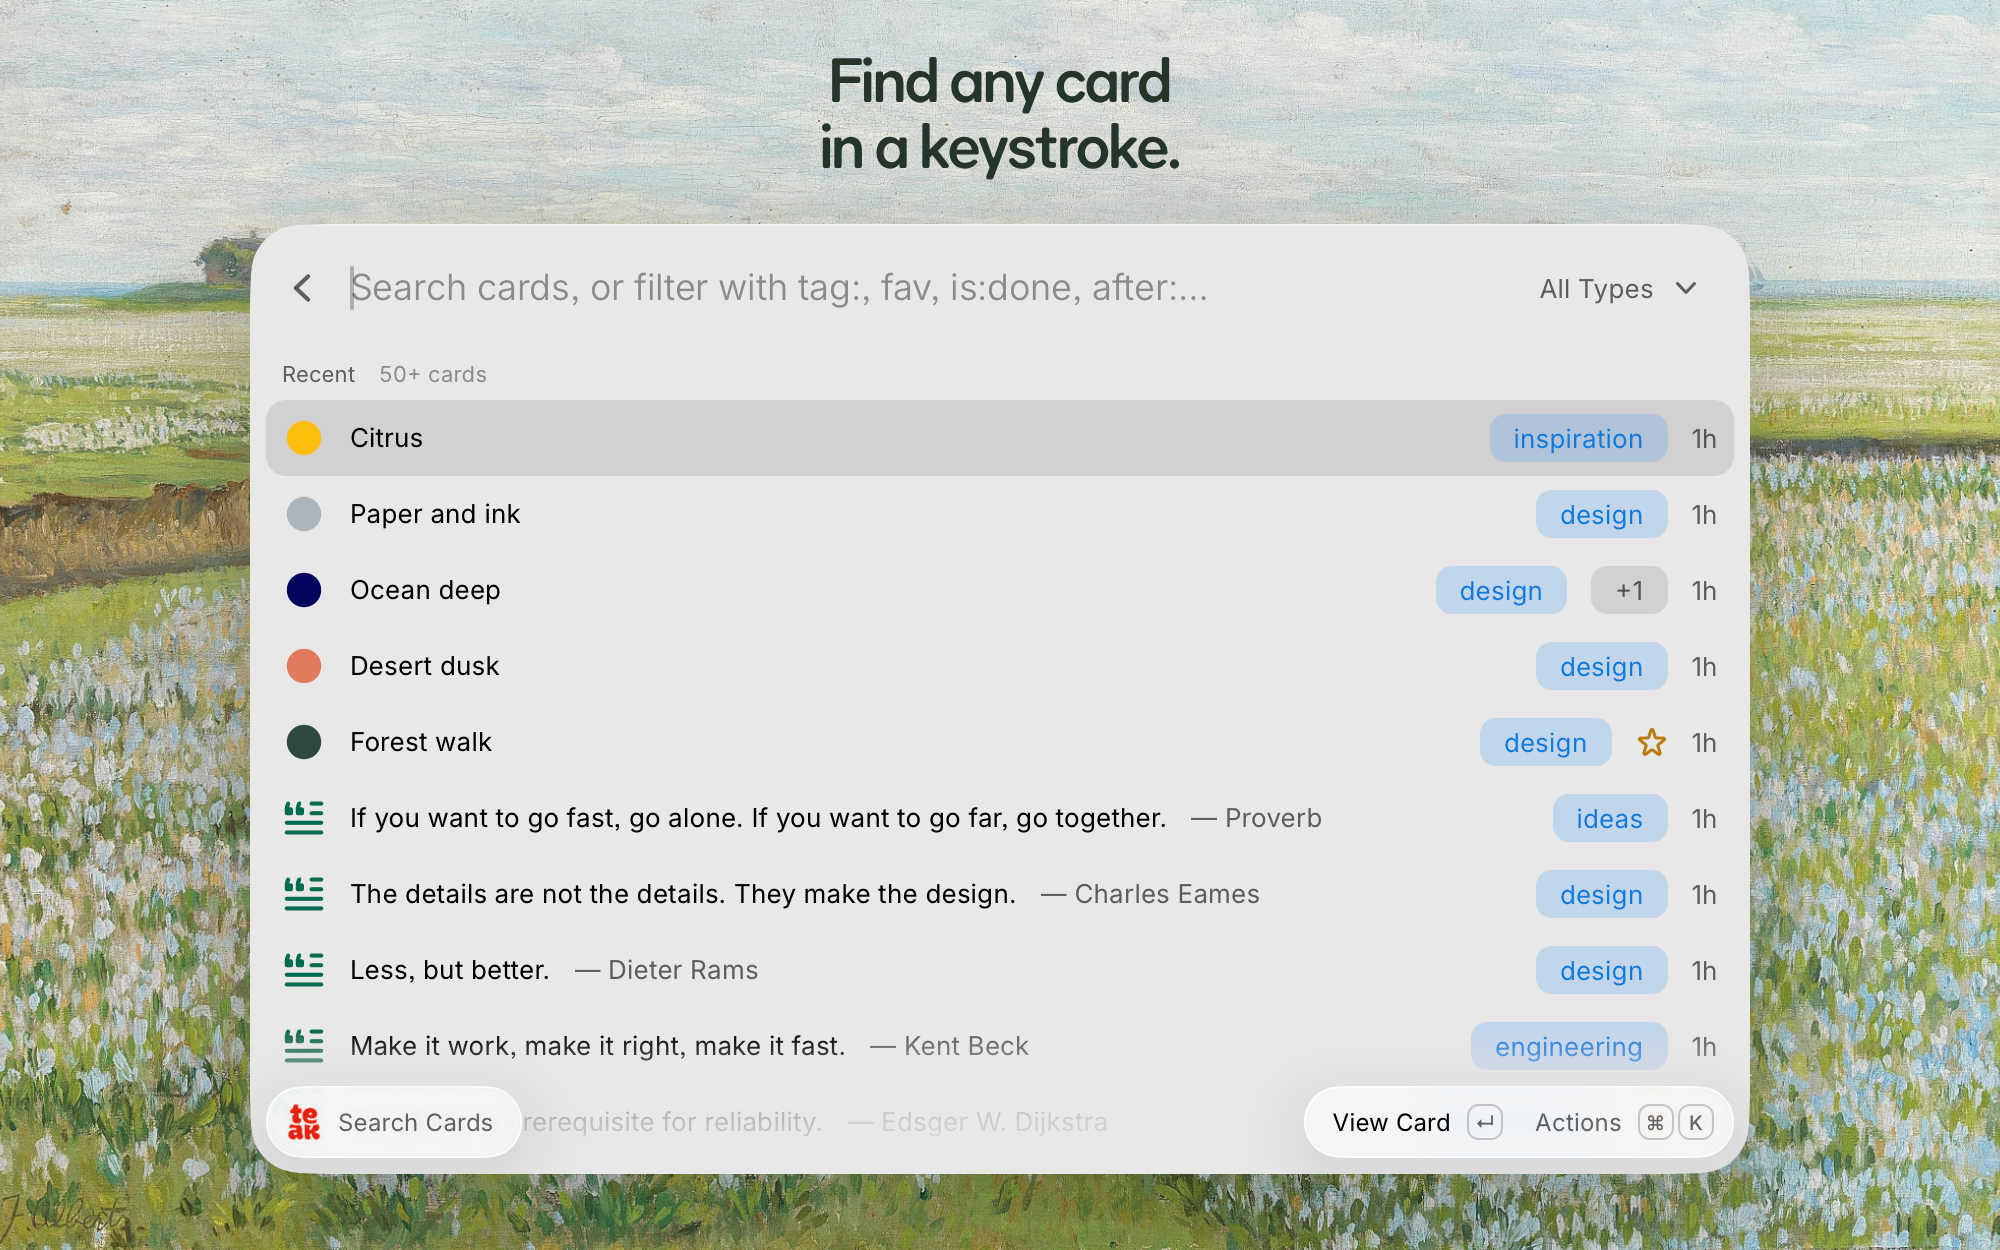 Find any card
in a keystroke.
Search cards, or filter with tag:, fav, is:done, after:...
All Types
Recent 50+ cards
Citrus inspiration 1h
Paper and ink design 1h
Ocean deep design +1 1h
Desert dusk design 1h
Forest walk design 1h
If you want to go fast, go alone. If you want to go far, go together. — Proverb ideas 1h
The details are not the details. They make the design. — Charles Eames design 1h
Less, but better. — Dieter Rams design 1h
Make it work, make it right, make it fast. — Kent Beck engineering 1h
te
ak
Search Cards
rerequisite for reliability. — Edsger W. Dijkstra
View Card ↵ Actions ⌘ K